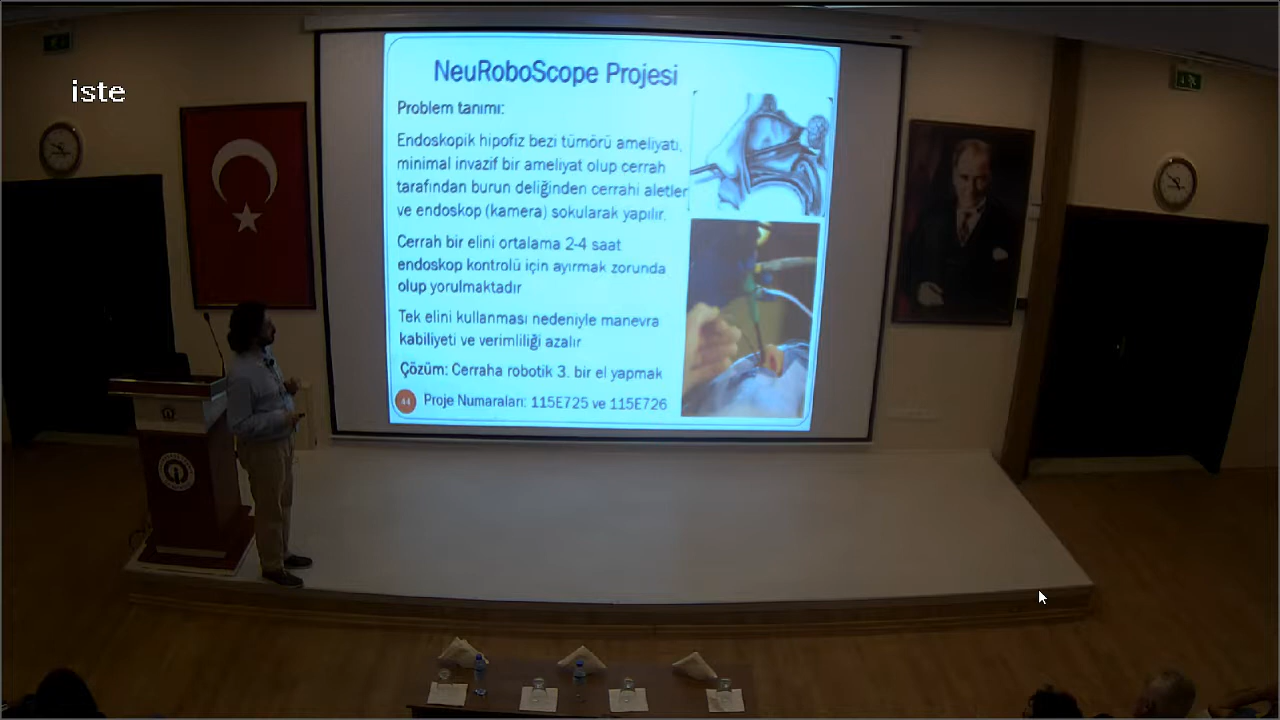 iste
NeuRoboScope Projesi
Problem tanımı:
Endoskopik hipofiz bezi tümörü ameliyatı,
minimal invazif bir ameliyat olup cerrah
tarafından burun deliğinden cerrahi aletler
ve endoskop (kamera) sokularak yapılır.
Cerrah bir elini ortalama 2-4 saat
endoskop kontrolü için ayırmak zorunda
olup yorulmaktadır
Tek elini kullanması nedeniyle manevra
kabiliyeti ve verimliliği azalır
Çözüm: Cerraha robotik 3. bir el yapmak
44
Proje Numaraları: 115E725 ve 115E726